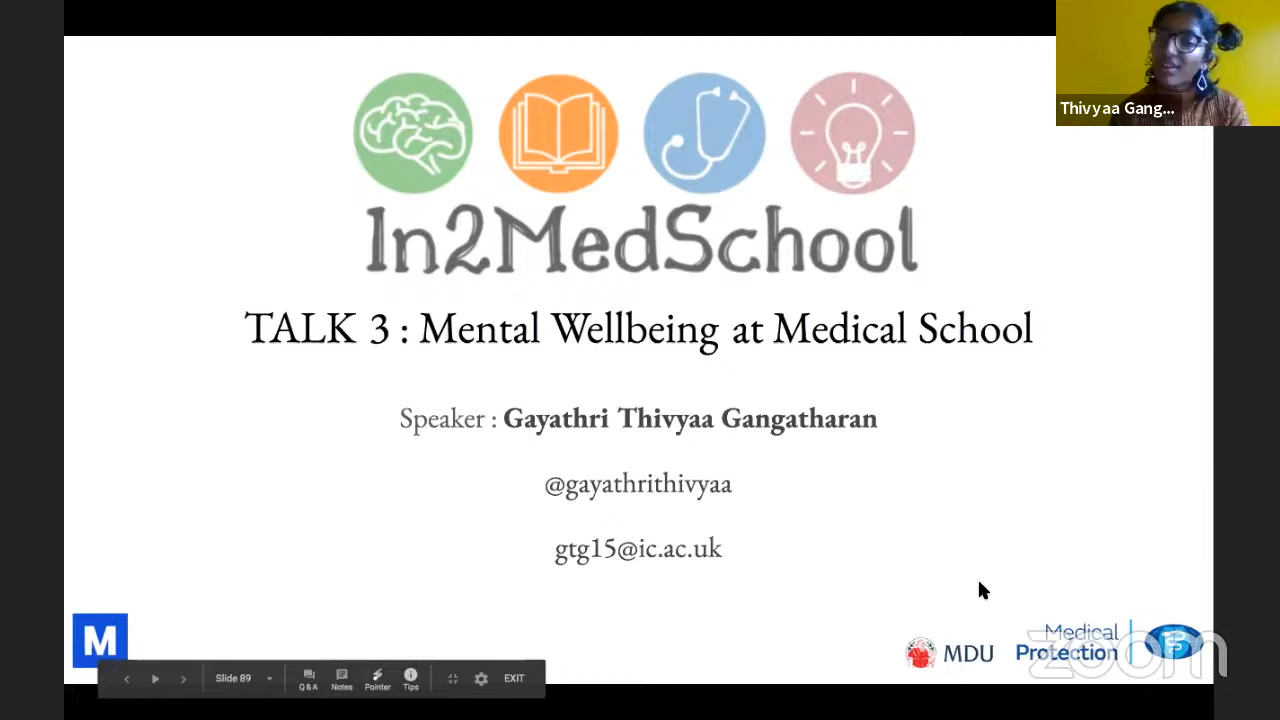 Thivyaa Gang...
In2MedSchool
TALK 3 : Mental Wellbeing at Medical School
Speaker : Gayathri Thivyaa Gangatharan
@gayathrithivyaa
gtg15@ic.ac.uk
M
MDU
Medical
Protection
zoom
Slide 89
Q&A
Notes
Pointer
Tips
EXIT